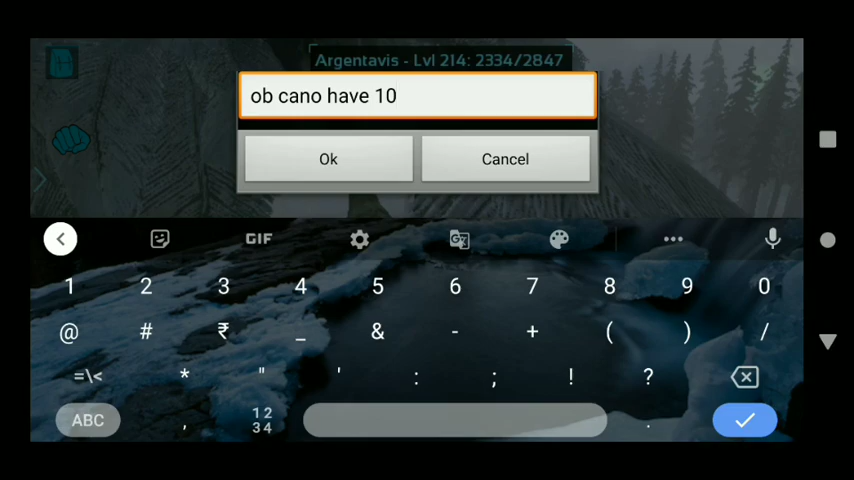 Argentavis - Lvl 214: 2334/2847
ob cano have 10
Ok Cancel
GIF
1 2 3 4 5 6 7 8 9 0
@ # ₹ _ & - + ( ) /
=\< * " ' : ; ! ?
ABC , 12 34 .